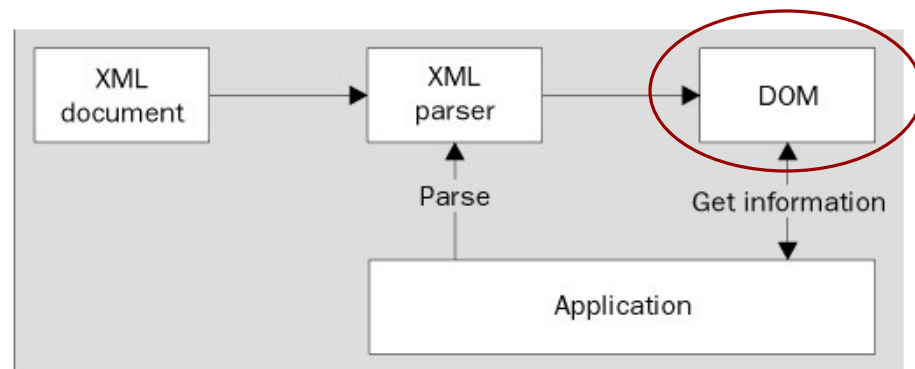 XML
document
XML
parser
DOM
Parse
Get information
Application